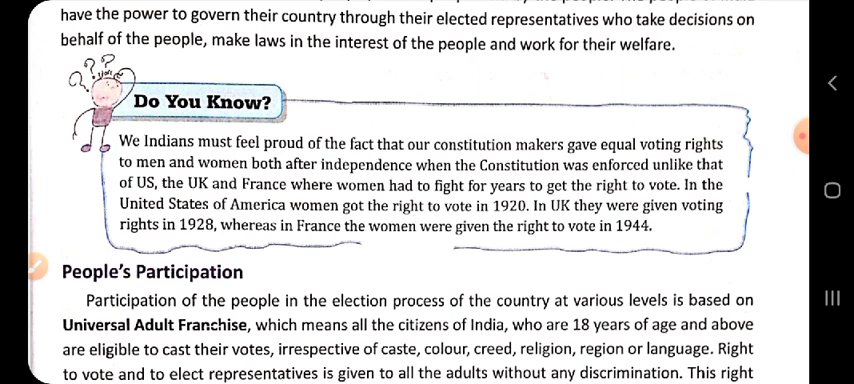 have the power to govern their country through their elected representatives who take decisions on
behalf of the people, make laws in the interest of the people and work for their welfare.
Do You Know?
We Indians must feel proud of the fact that our constitution makers gave equal voting rights
to men and women both after independence when the Constitution was enforced unlike that
of US, the UK and France where women had to fight for years to get the right to vote. In the
United States of America women got the right to vote in 1920. In UK they were given voting
rights in 1928, whereas in France the women were given the right to vote in 1944.
People's Participation
Participation of the people in the election process of the country at various levels is based on
Universal Adult Franchise, which means all the citizens of India, who are 18 years of age and above
are eligible to cast their votes, irrespective of caste, colour, creed, religion, region or language. Right
to vote and to elect representatives is given to all the adults without any discrimination. This right